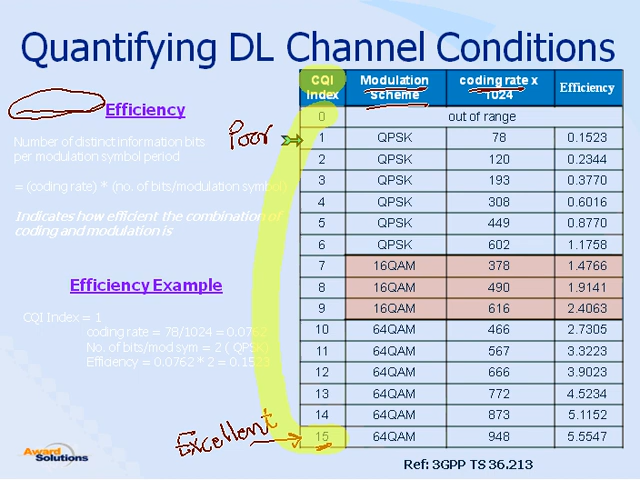 Quantifying DL Channel Conditions
Efficiency
Number of distinct information bits
per modulation symbol period
= (coding rate) * (no. of bits/modulation symbol)
Indicates how efficient the combination of
coding and modulation is
Efficiency Example
CQI Index = 1
coding rate = 78/1024 = 0.0762
No. of bits/mod sym = 2 ( QPSK)
Efficiency = 0.0762 * 2 = 0.1523
Poor
Excellent
CQI Index Modulation Scheme coding rate x 1024 Efficiency
0 out of range
1 QPSK 78 0.1523
2 QPSK 120 0.2344
3 QPSK 193 0.3770
4 QPSK 308 0.6016
5 QPSK 449 0.8770
6 QPSK 602 1.1758
7 16QAM 378 1.4766
8 16QAM 490 1.9141
9 16QAM 616 2.4063
10 64QAM 466 2.7305
11 64QAM 567 3.3223
12 64QAM 666 3.9023
13 64QAM 772 4.5234
14 64QAM 873 5.1152
15 64QAM 948 5.5547
Award
Solutions
Ref: 3GPP TS 36.213